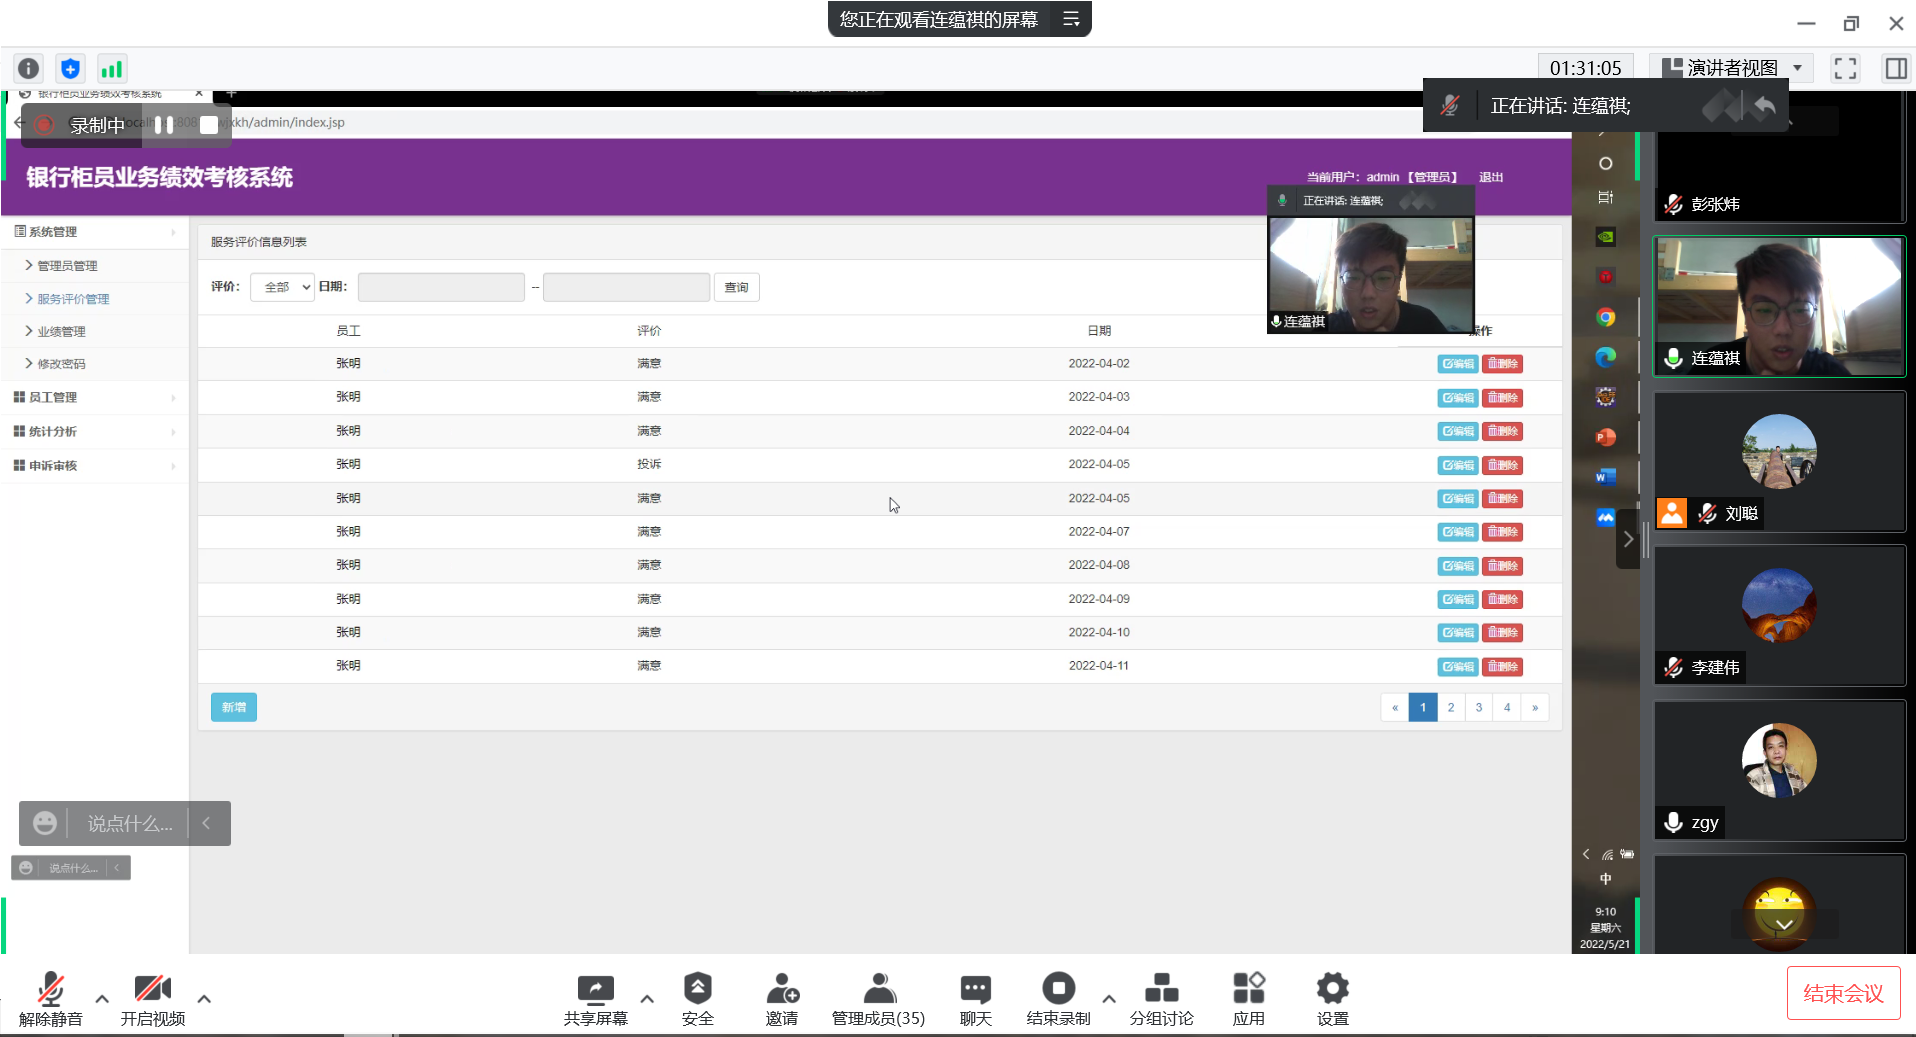 您正在观看连蕴祺的屏幕
01:31:05
演讲者视图
银行柜员业务绩效考核系统
正在讲话: 连蕴祺;
录制中
jxkh/admin/index.jsp
银行柜员业务绩效考核系统
当前用户：admin 【管理员】 退出
正在讲话: 连蕴祺;
连蕴祺
系统管理
管理员管理
服务评价管理
业绩管理
修改密码
员工管理
统计分析
申诉审核
服务评价信息列表
评价： 全部 日期： -- 查询
员工 评价 日期 操作
张明 满意 2022-04-02 编辑 删除
张明 满意 2022-04-03 编辑 删除
张明 满意 2022-04-04 编辑 删除
张明 投诉 2022-04-05 编辑 删除
张明 满意 2022-04-05 编辑 删除
张明 满意 2022-04-07 编辑 删除
张明 满意 2022-04-08 编辑 删除
张明 满意 2022-04-09 编辑 删除
张明 满意 2022-04-10 编辑 删除
张明 满意 2022-04-11 编辑 删除
新增
« 1 2 3 4 »
说点什么...
说点什么...
中
9:10
星期六
2022/5/21
彭张炜
连蕴祺
刘聪
李建伟
zgy
解除静音
开启视频
共享屏幕
安全
邀请
管理成员(35)
聊天
结束录制
分组讨论
应用
设置
结束会议